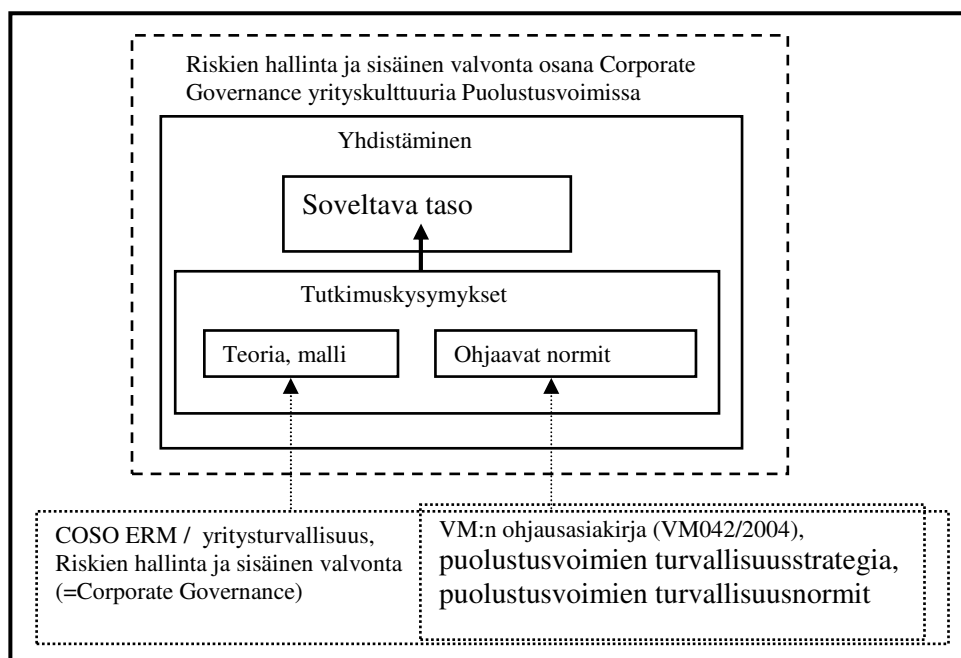 Riskien hallinta ja sisäinen valvonta osana Corporate
Governance yrityskulttuuria Puolustusvoimissa
Yhdistäminen
Soveltava taso
Tutkimuskysymykset
Teoria, malli
Ohjaavat normit
COSO ERM / yritysturvallisuus,
Riskien hallinta ja sisäinen valvonta
(=Corporate Governance)
VM:n ohjausasiakirja (VM042/2004),
puolustusvoimien turvallisuusstrategia,
puolustusvoimien turvallisuusnormit